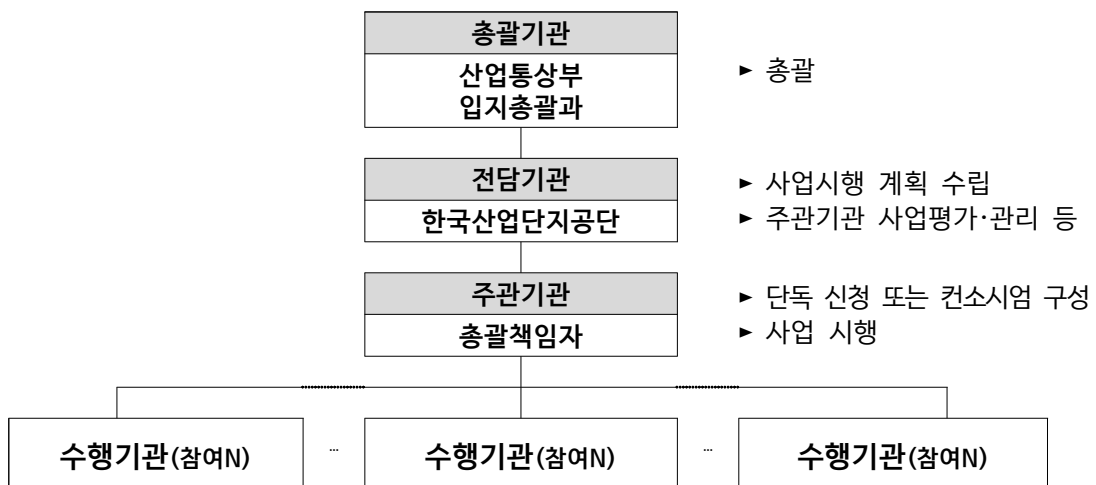 총괄기관
산업통상부
입지총괄과
► 총괄
전담기관
한국산업단지공단
► 사업시행 계획 수립
► 주관기관 사업평가·관리 등
주관기관
총괄책임자
► 단독 신청 또는 컨소시엄 구성
► 사업 시행
수행기관(참여N) ... 수행기관(참여N) ... 수행기관(참여N)